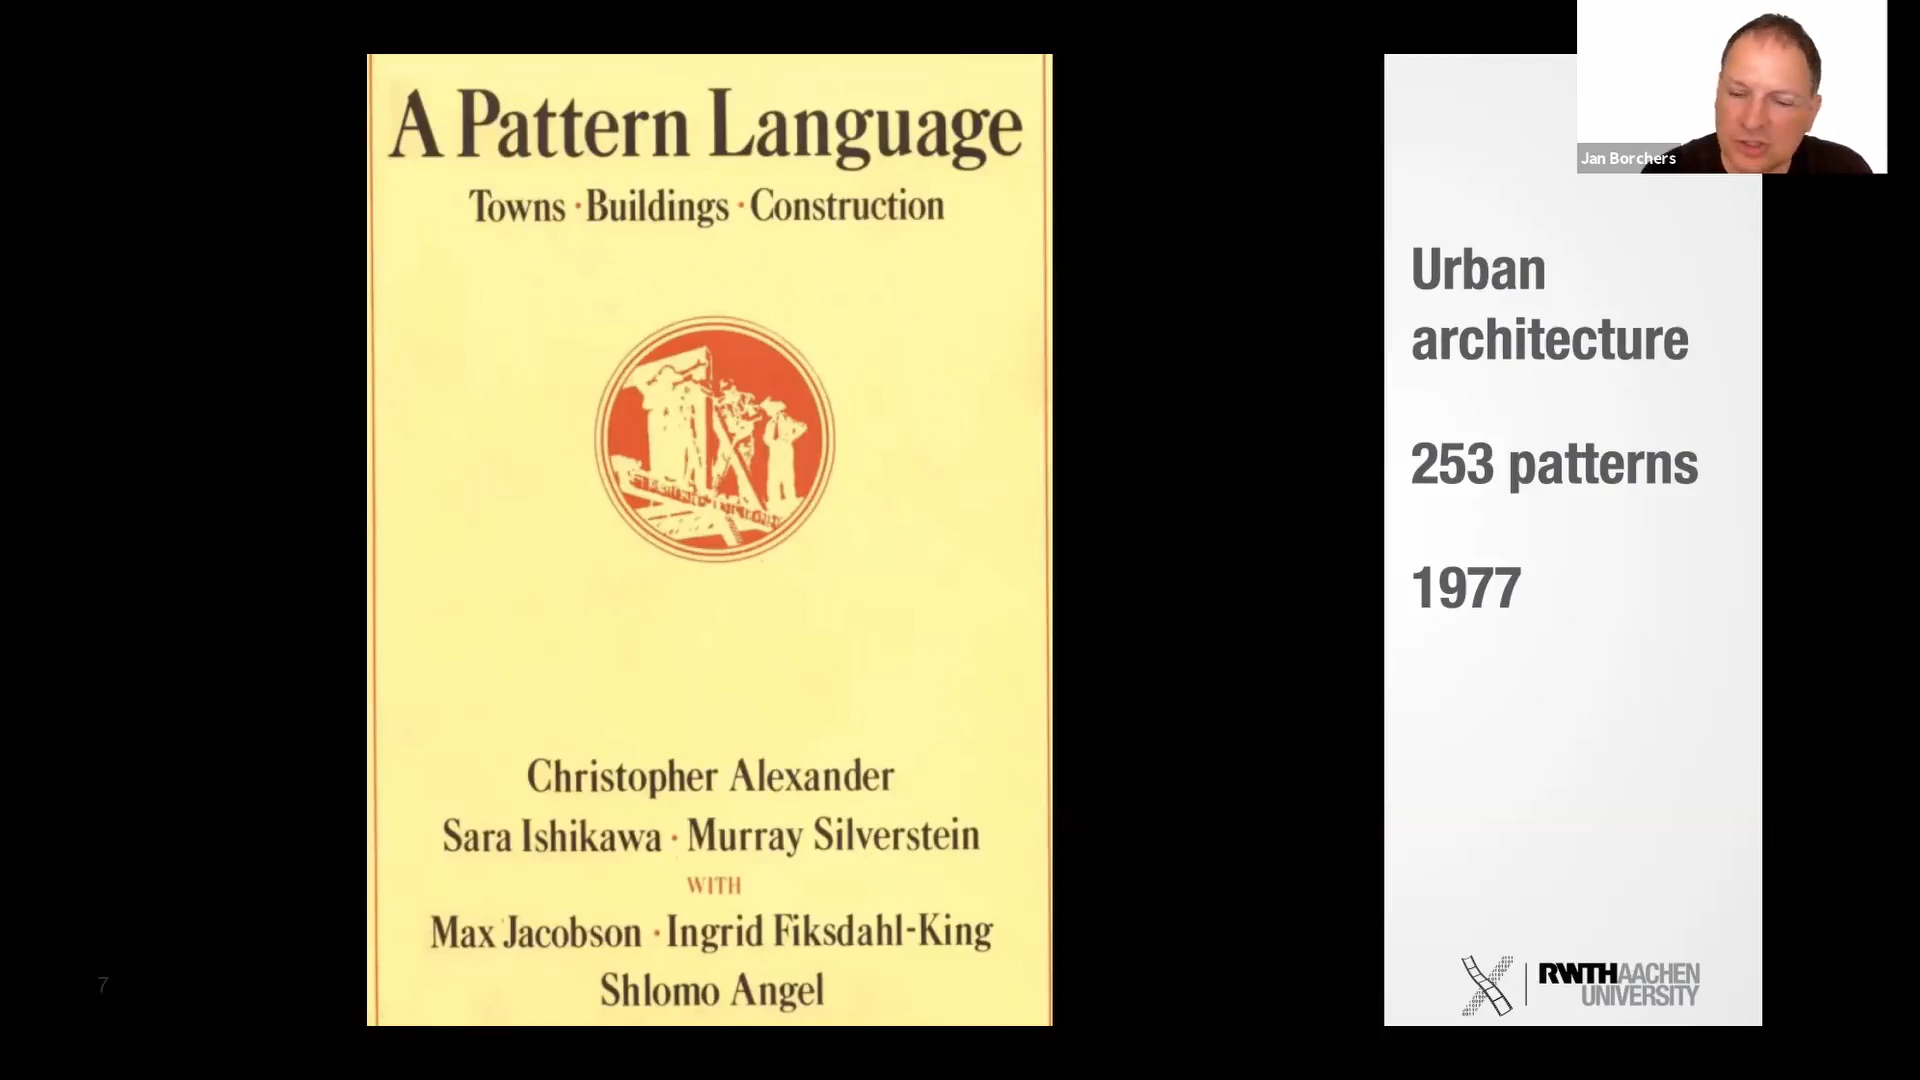 A Pattern Language
Towns · Buildings · Construction
Christopher Alexander
Sara Ishikawa · Murray Silverstein
WITH
Max Jacobson · Ingrid Fiksdahl-King
Shlomo Angel
Jan Borchers
Urban
architecture
253 patterns
1977
RWTH AACHEN
UNIVERSITY
7